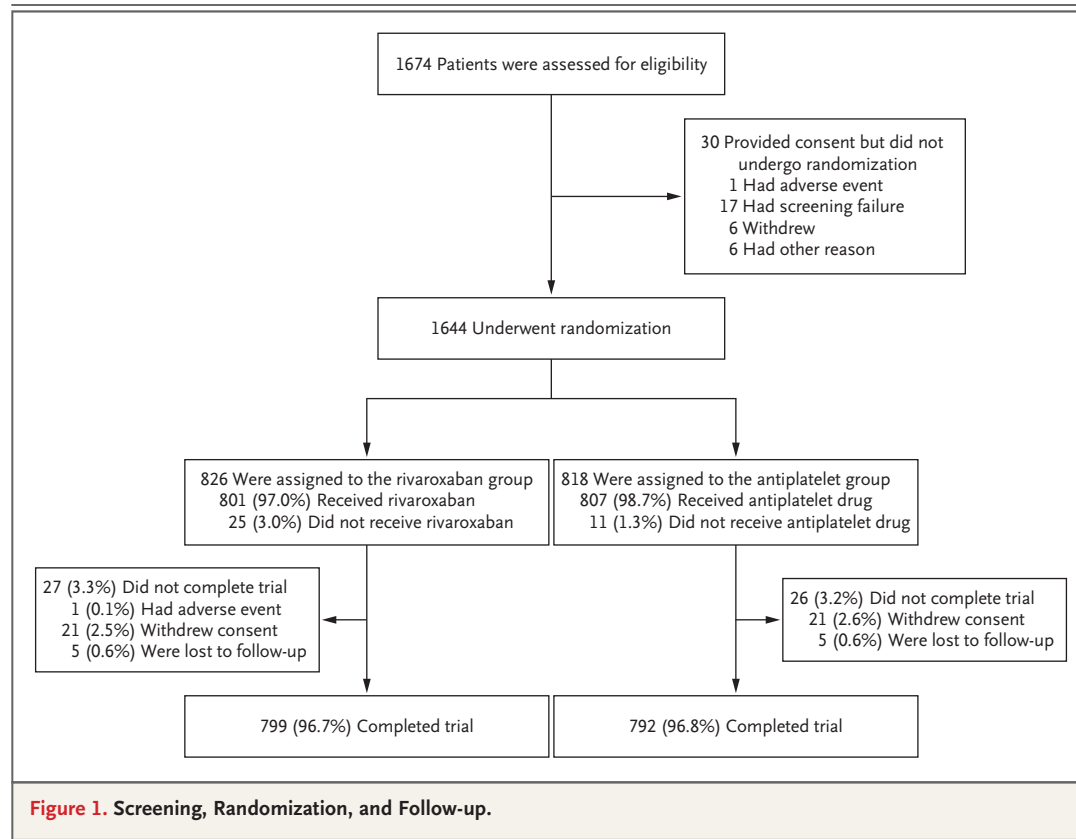 1674 Patients were assessed for eligibility
30 Provided consent but did not
undergo randomization
1 Had adverse event
17 Had screening failure
6 Withdrew
6 Had other reason
1644 Underwent randomization
826 Were assigned to the rivaroxaban group
801 (97.0%) Received rivaroxaban
25 (3.0%) Did not receive rivaroxaban
818 Were assigned to the antiplatelet group
807 (98.7%) Received antiplatelet drug
11 (1.3%) Did not receive antiplatelet drug
27 (3.3%) Did not complete trial
1 (0.1%) Had adverse event
21 (2.5%) Withdrew consent
5 (0.6%) Were lost to follow-up
26 (3.2%) Did not complete trial
21 (2.6%) Withdrew consent
5 (0.6%) Were lost to follow-up
799 (96.7%) Completed trial
792 (96.8%) Completed trial
Figure 1. Screening, Randomization, and Follow-up.